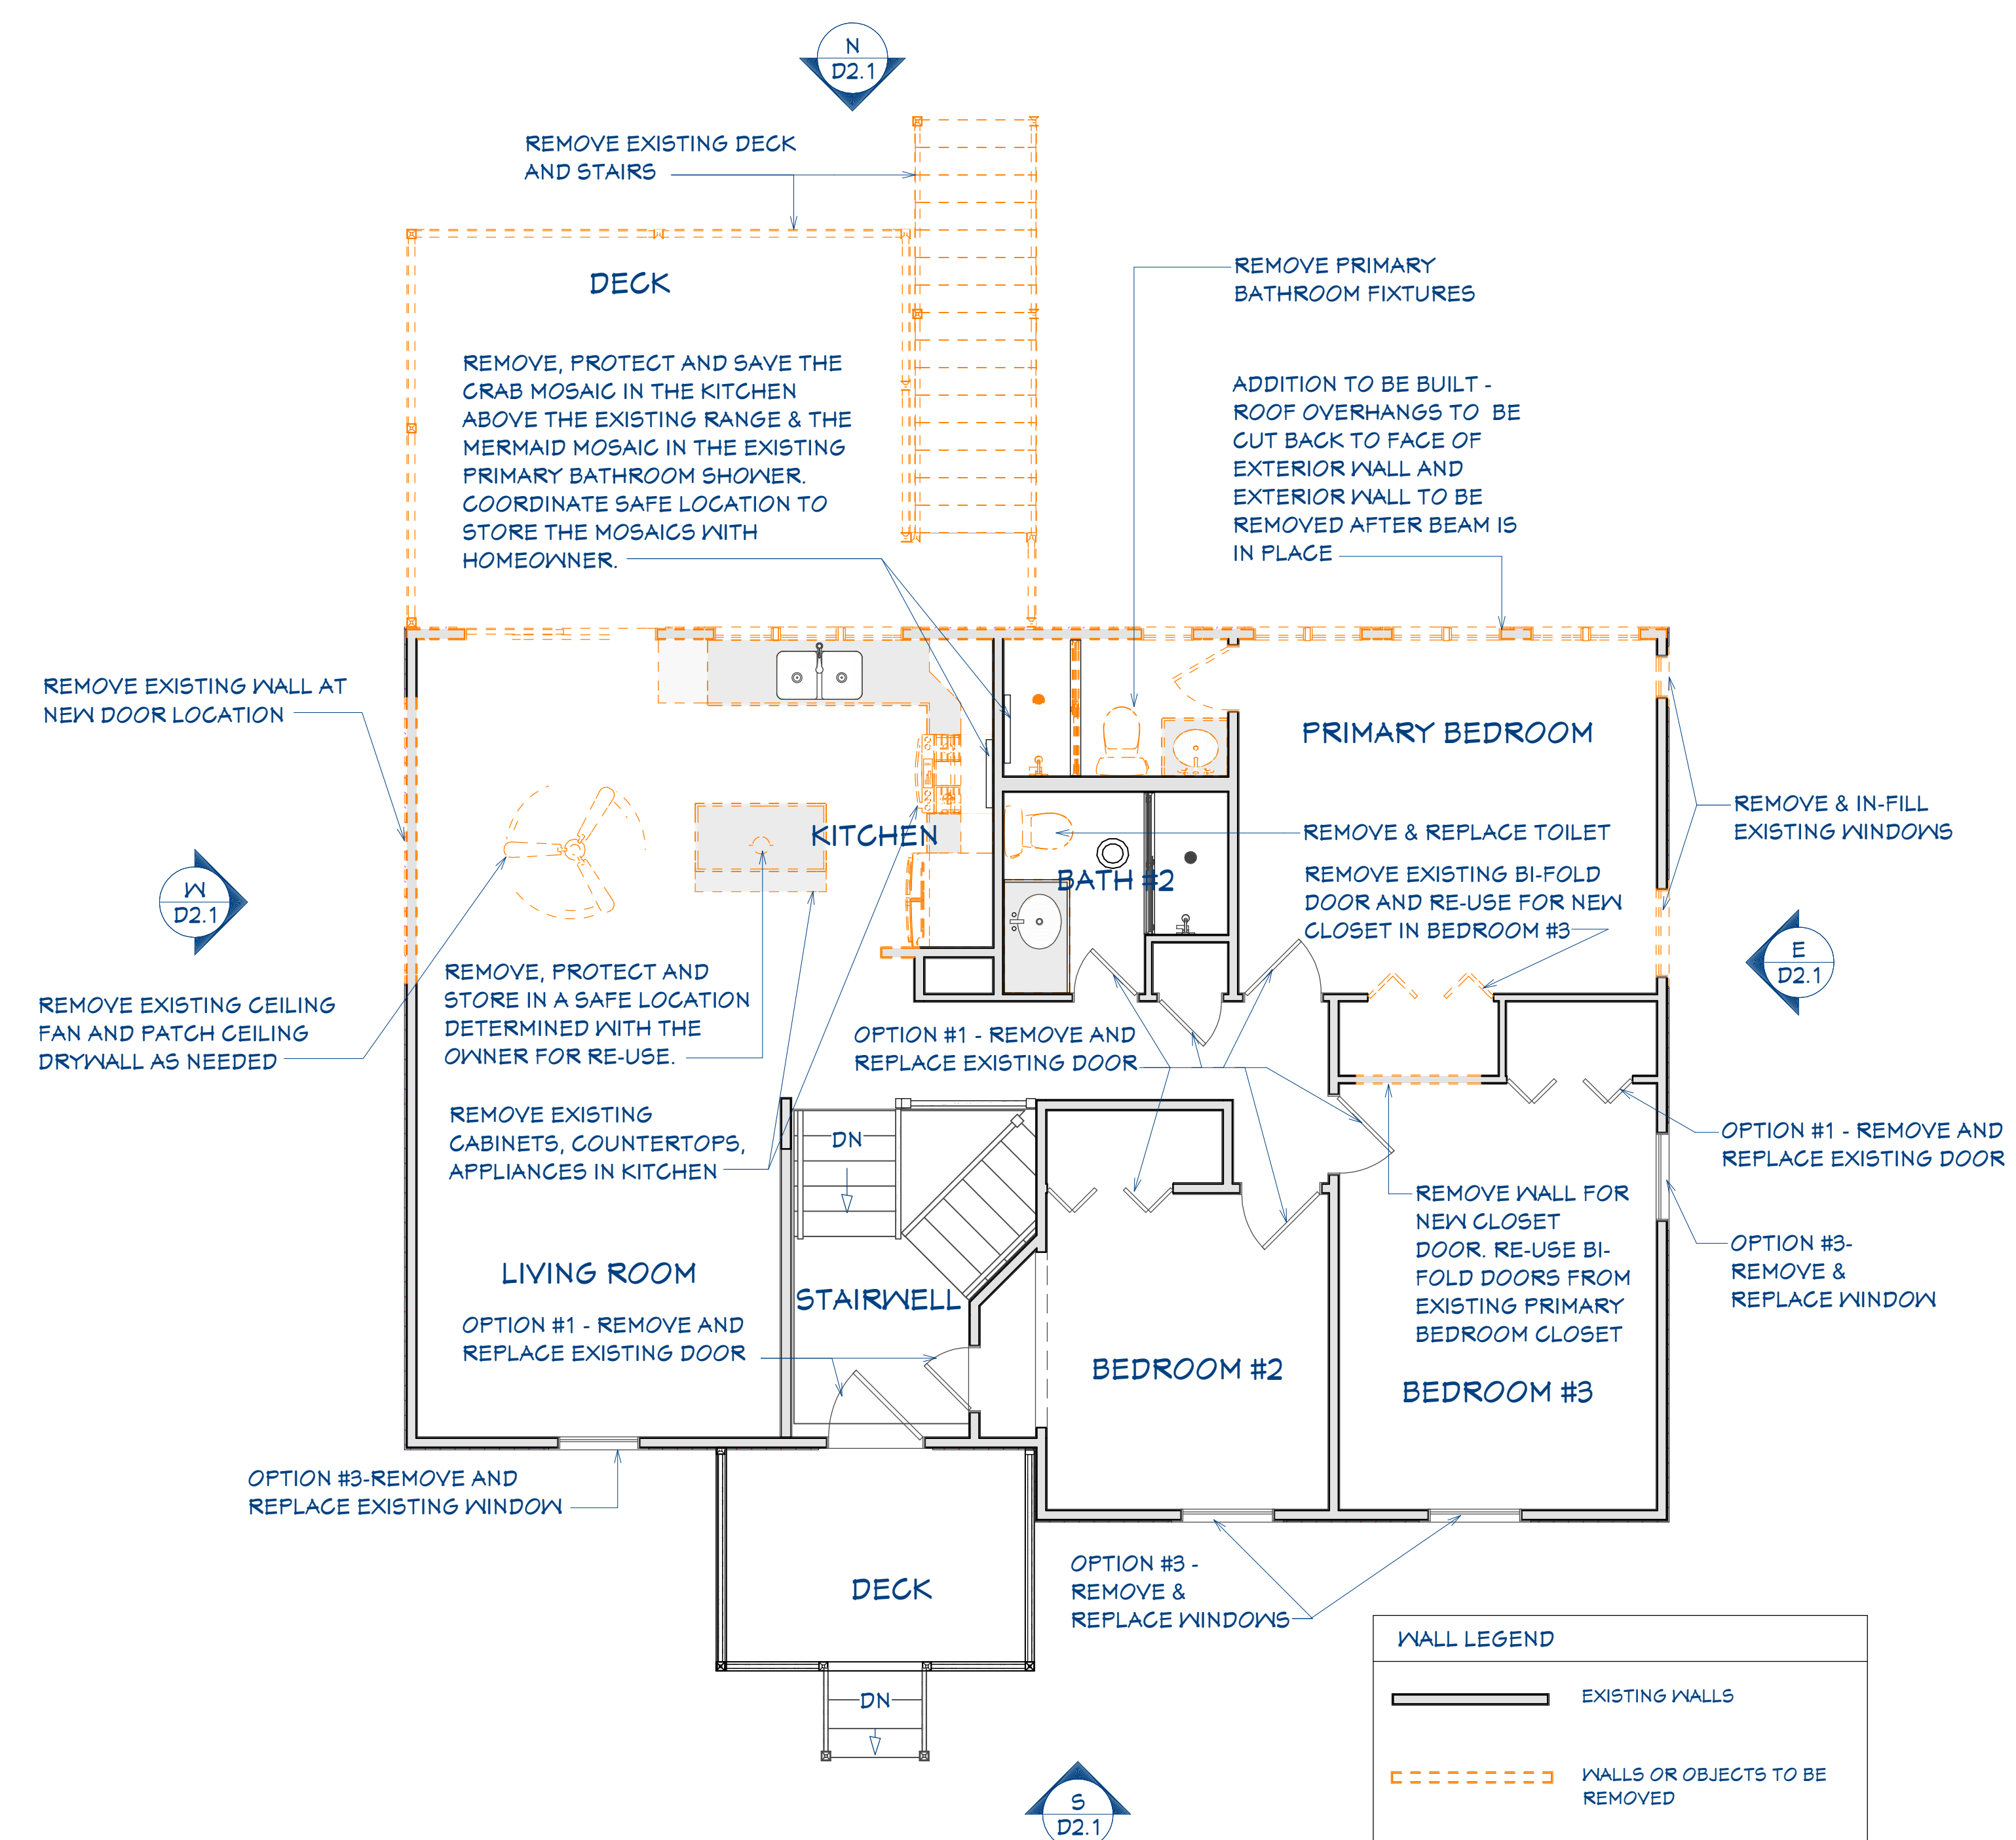 N
D2.1
REMOVE EXISTING DECK
AND STAIRS
DECK
REMOVE PRIMARY
BATHROOM FIXTURES
REMOVE, PROTECT AND SAVE THE
CRAB MOSAIC IN THE KITCHEN
ABOVE THE EXISTING RANGE & THE
MERMAID MOSAIC IN THE EXISTING
PRIMARY BATHROOM SHOWER.
COORDINATE SAFE LOCATION TO
STORE THE MOSAICS WITH
HOMEOWNER.
ADDITION TO BE BUILT -
ROOF OVERHANGS TO BE
CUT BACK TO FACE OF
EXTERIOR WALL AND
EXTERIOR WALL TO BE
REMOVED AFTER BEAM IS
IN PLACE
REMOVE EXISTING WALL AT
NEW DOOR LOCATION
PRIMARY BEDROOM
REMOVE & IN-FILL
EXISTING WINDOWS
KITCHEN
REMOVE & REPLACE TOILET
BATH #2
REMOVE EXISTING BI-FOLD
DOOR AND RE-USE FOR NEW
CLOSET IN BEDROOM #3
W
D2.1
E
D2.1
REMOVE EXISTING CEILING
FAN AND PATCH CEILING
DRYWALL AS NEEDED
REMOVE, PROTECT AND
STORE IN A SAFE LOCATION
DETERMINED WITH THE
OWNER FOR RE-USE.
OPTION #1 - REMOVE AND
REPLACE EXISTING DOOR
REMOVE EXISTING
CABINETS, COUNTERTOPS,
APPLIANCES IN KITCHEN
DN
OPTION #1 - REMOVE AND
REPLACE EXISTING DOOR
REMOVE WALL FOR
NEW CLOSET
DOOR. RE-USE BI-
FOLD DOORS FROM
EXISTING PRIMARY
BEDROOM CLOSET
OPTION #3-
REMOVE &
REPLACE WINDOW
LIVING ROOM
STAIRWELL
OPTION #1 - REMOVE AND
REPLACE EXISTING DOOR
BEDROOM #2
BEDROOM #3
OPTION #3-REMOVE AND
REPLACE EXISTING WINDOW
DECK
OPTION #3 -
REMOVE &
REPLACE WINDOWS
DN
WALL LEGEND
EXISTING WALLS
WALLS OR OBJECTS TO BE
REMOVED
S
D2.1